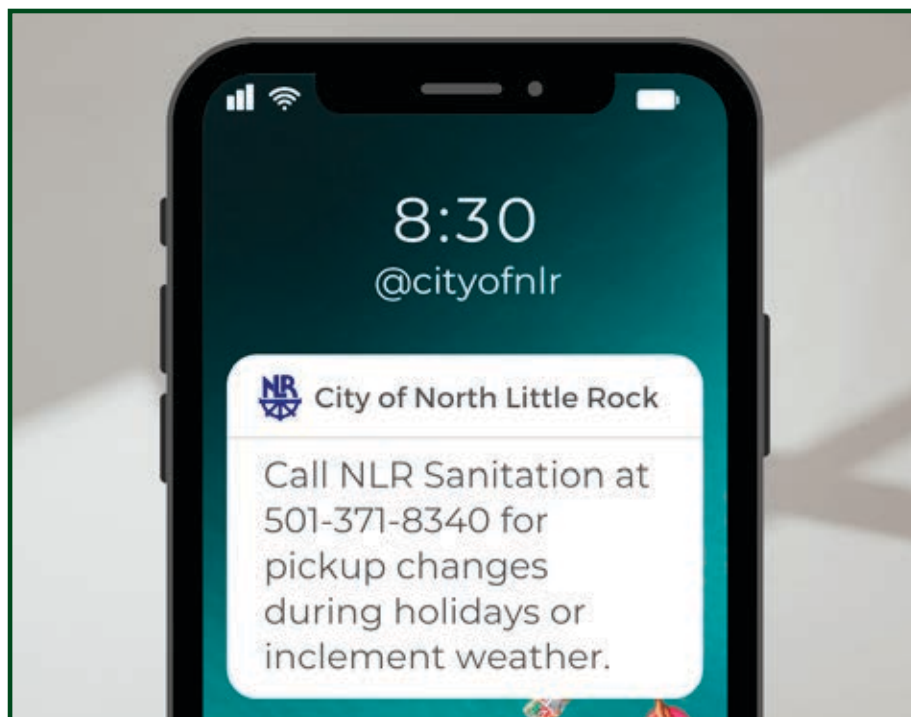 8:30
@cityofnlr
NLR City of North Little Rock
Call NLR Sanitation at
501-371-8340 for
pickup changes
during holidays or
inclement weather.